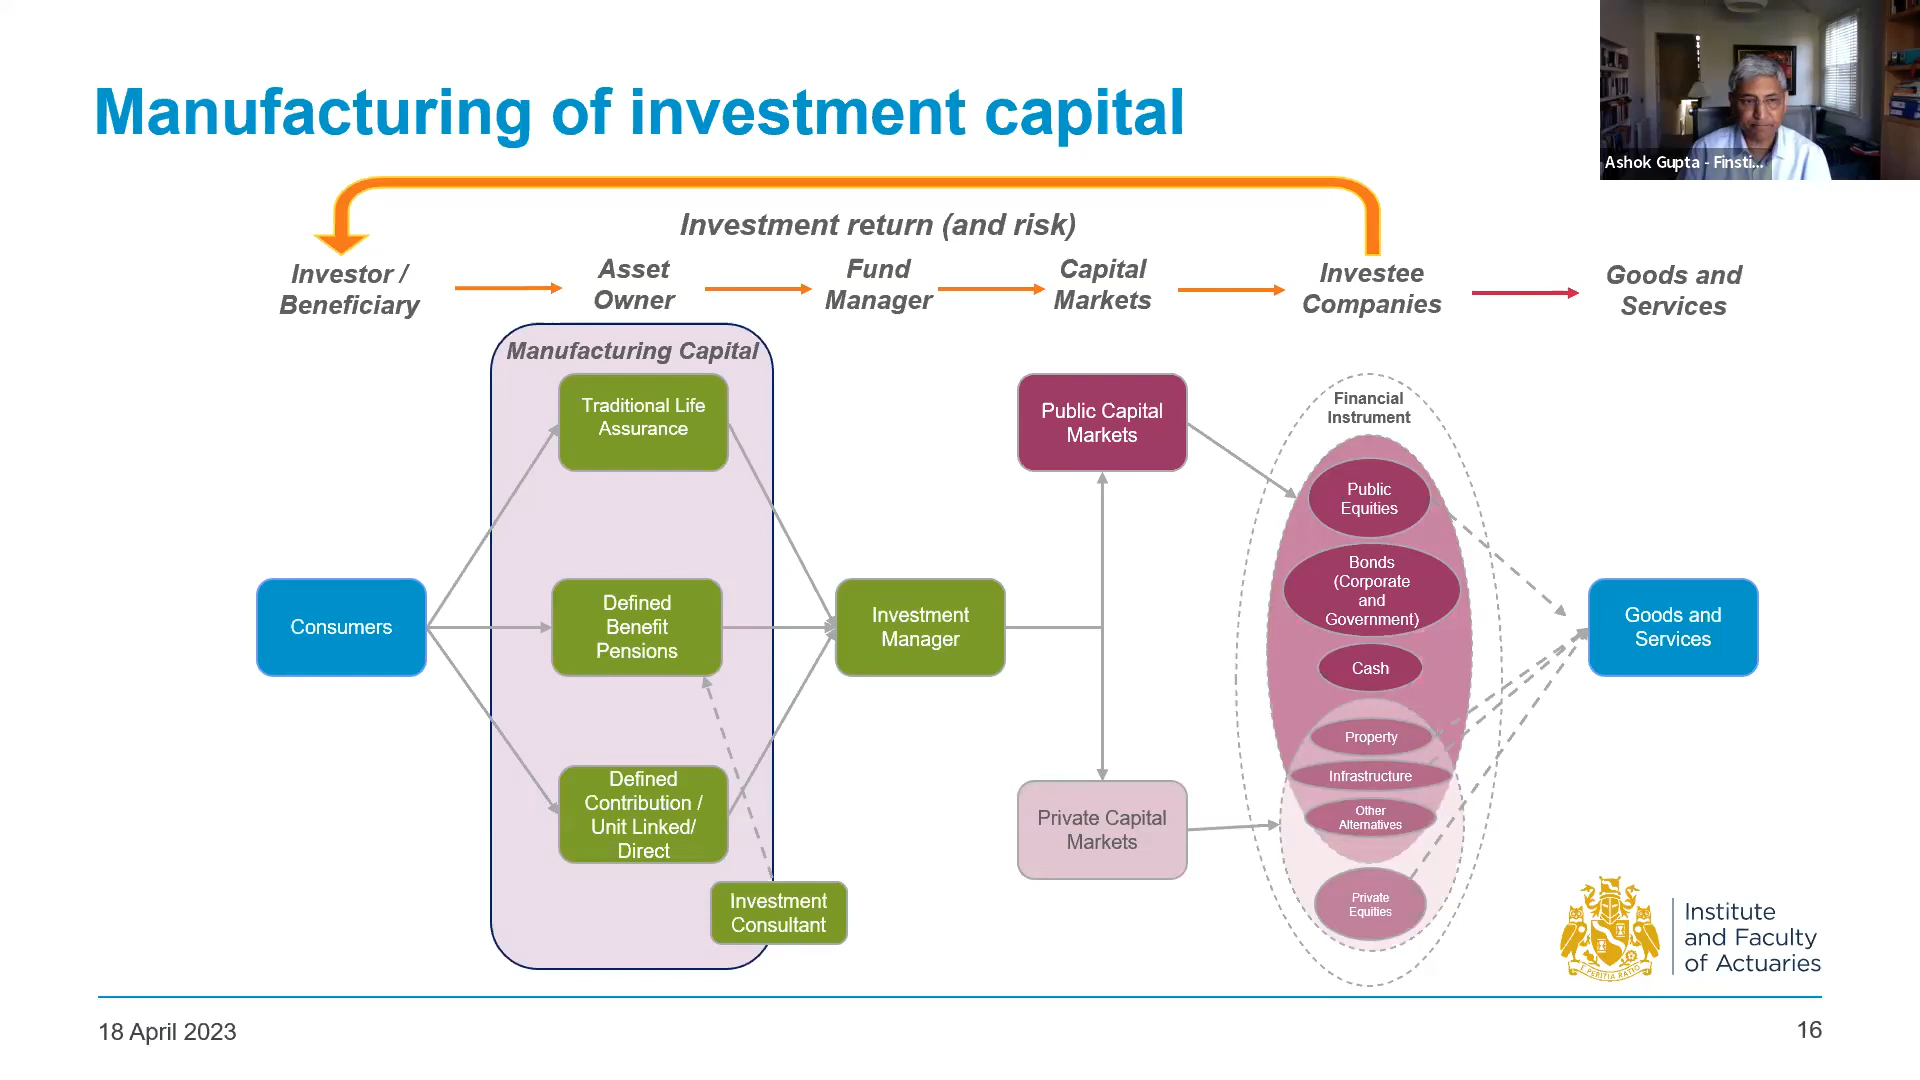 Manufacturing of investment capital
Ashok Gupta - Finsti...
Investment return (and risk)
Investor /
Beneficiary
Asset
Owner
Fund
Manager
Capital
Markets
Investee
Companies
Goods and
Services
Manufacturing Capital
Traditional Life
Assurance
Defined
Benefit
Pensions
Defined
Contribution /
Unit Linked/
Direct
Investment
Consultant
Consumers
Investment
Manager
Public Capital
Markets
Private Capital
Markets
Financial
Instrument
Public
Equities
Bonds
(Corporate
and
Government)
Cash
Property
Infrastructure
Other
Alternatives
Private
Equities
Goods and
Services
Institute
and Faculty
of Actuaries
18 April 2023
16